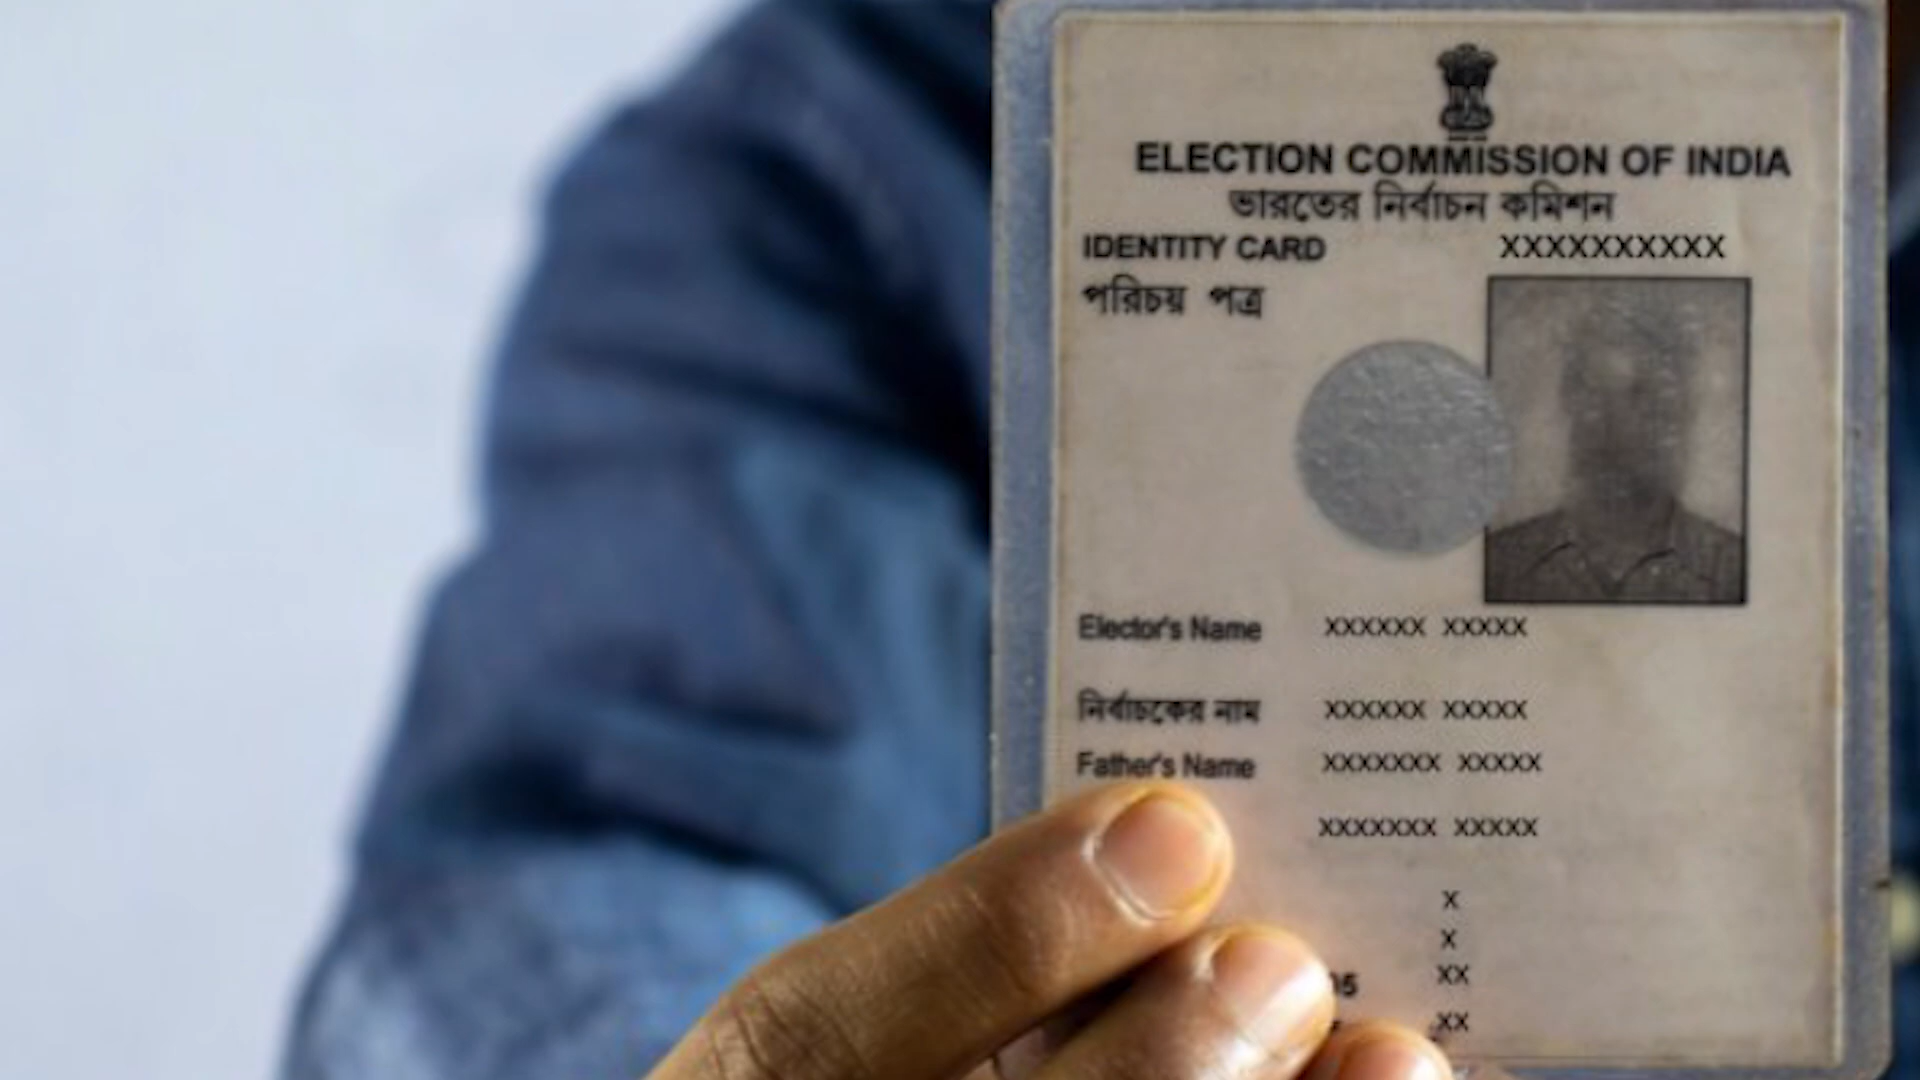 ELECTION COMMISSION OF INDIA
ভারতের নির্বাচন কমিশন
IDENTITY CARD XXXXXXXXXX
পরিচয় পত্র
Elector's Name XXXXXX XXXXX
নির্বাচকের নাম XXXXXX XXXXX
Father's Name XXXXXXX XXXXX
XXXXXXX XXXXX
X
X
XX
XX